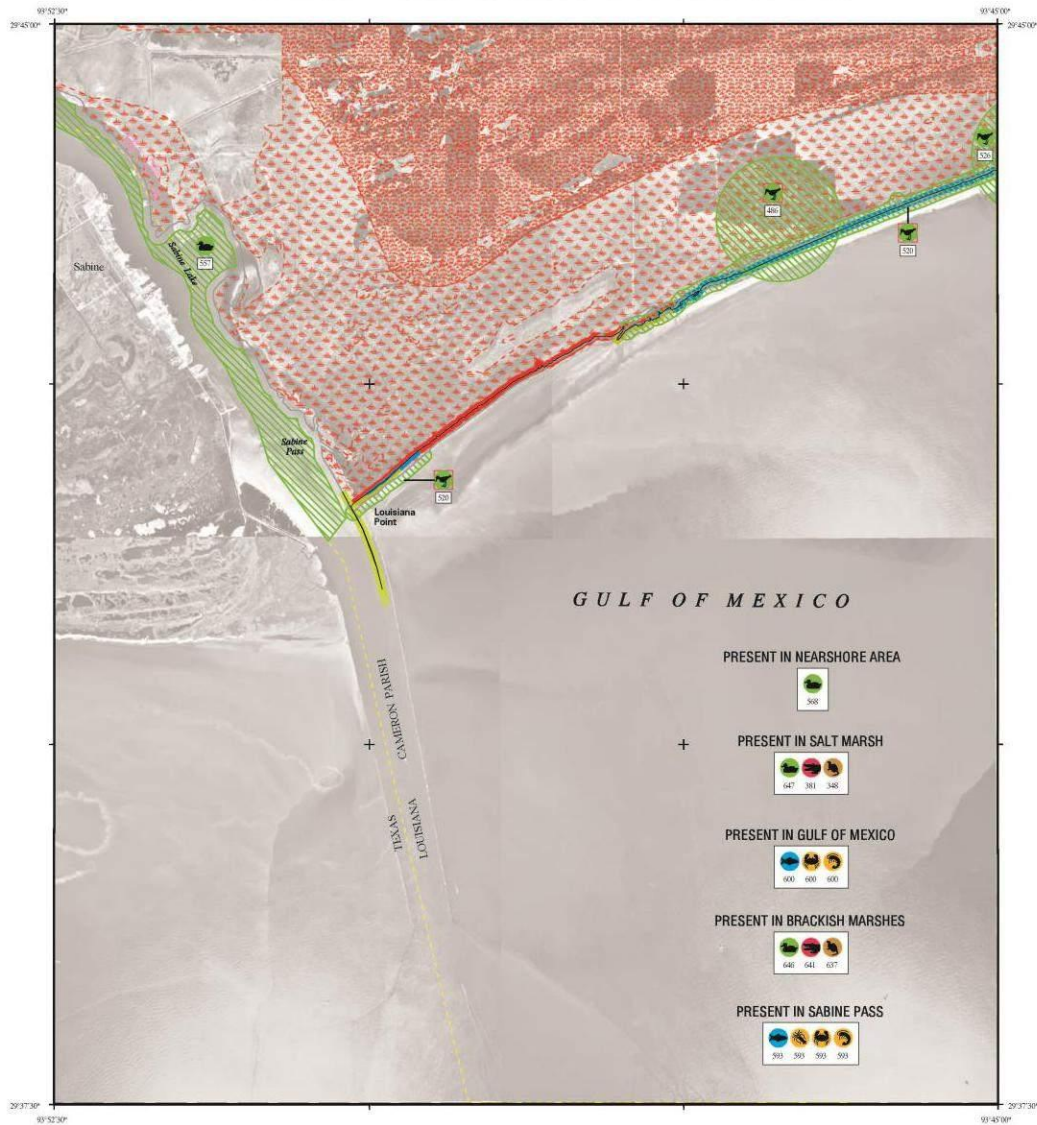 93°52'30"
93°45'00"
29°45'00"
29°45'00"
526
486
520
557
Sabine Lake
Sabine
Sabine
Pass
520
Louisiana
Point
GULF OF MEXICO
PRESENT IN NEARSHORE AREA
568
CAMERON PARISH
PRESENT IN SALT MARSH
647 381 348
TEXAS
LOUISIANA
PRESENT IN GULF OF MEXICO
600 600 600
PRESENT IN BRACKISH MARSHES
646 641 637
PRESENT IN SABINE PASS
593 593 593 593
29°37'30"
29°37'30"
93°52'30"
93°45'00"